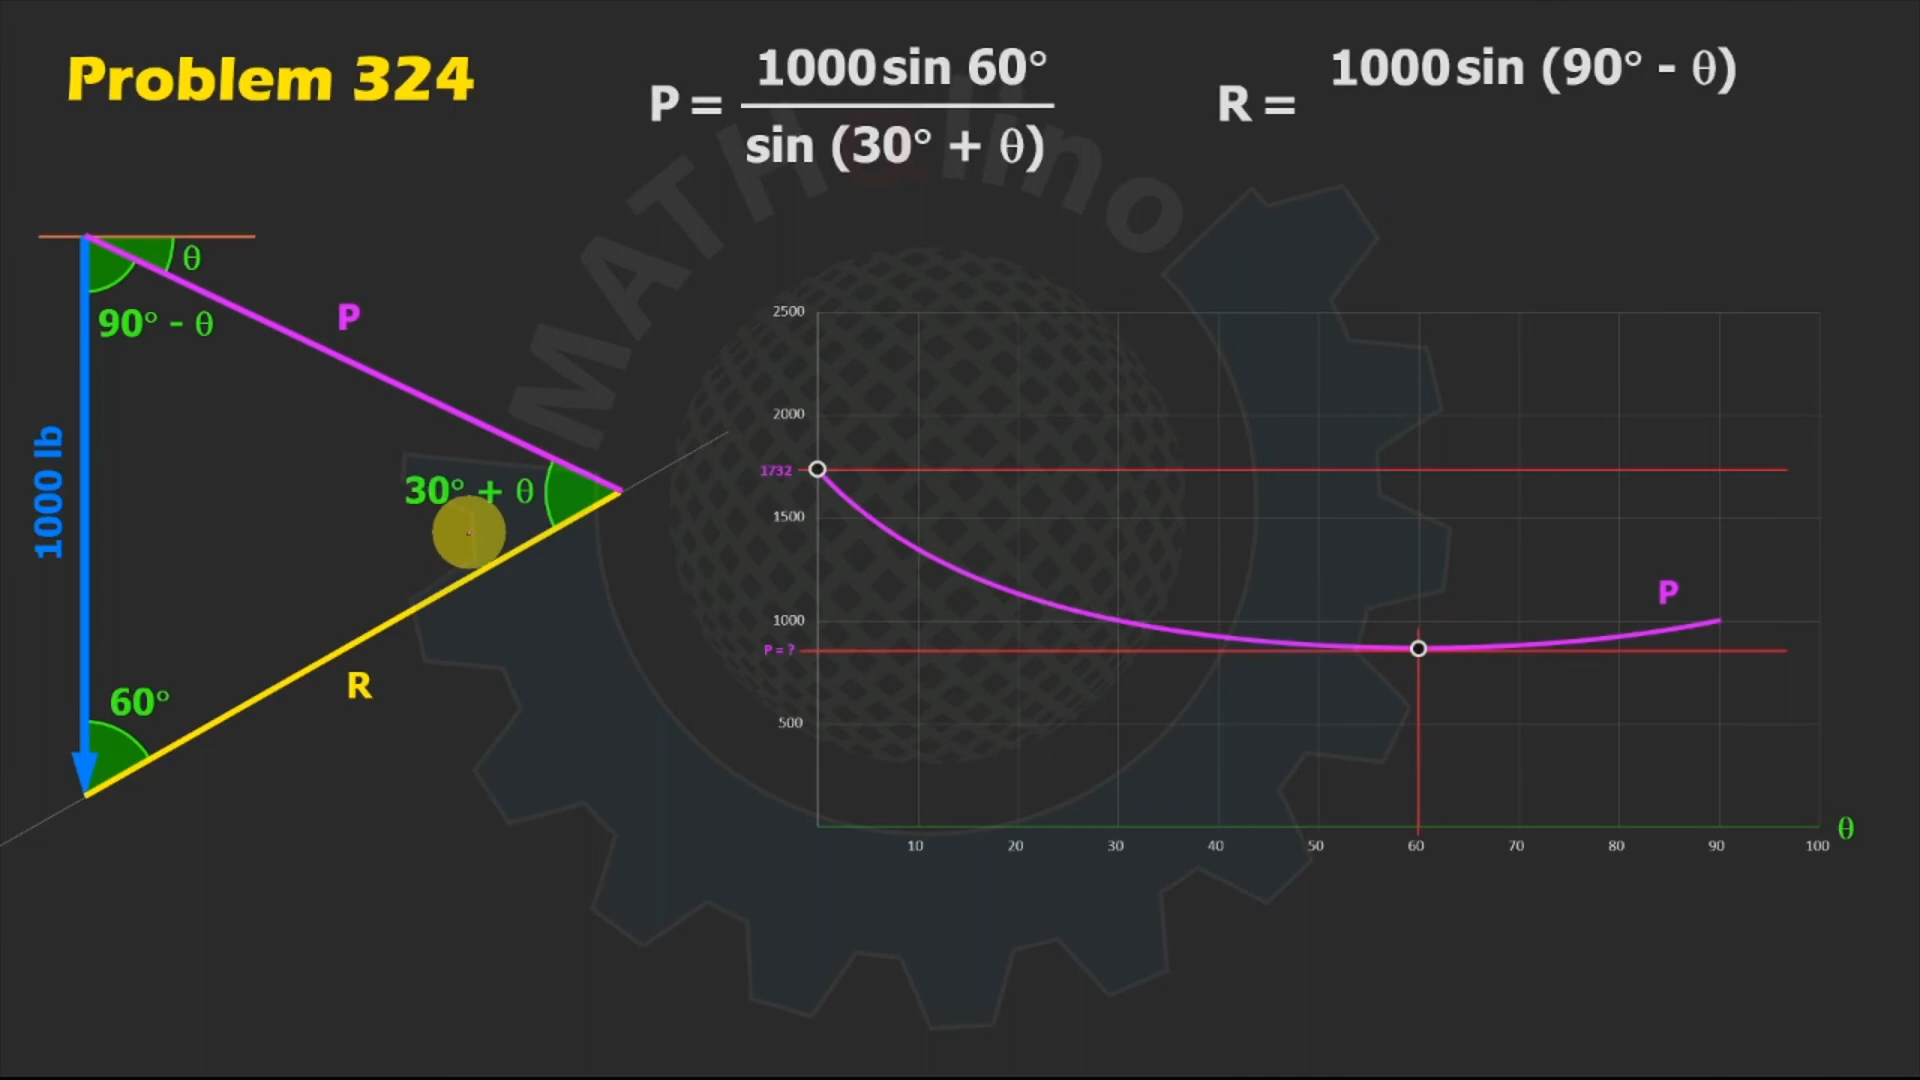 Problem 324
P = 1000 sin 60° / sin (30° + θ)
R = 1000 sin (90° - θ)
MATHalino
θ
90° - θ
P
1000 lb
30° + θ
R
60°
2500
2000
1732
1500
1000
P = ?
500
P
10 20 30 40 50 60 70 80 90 100
θ